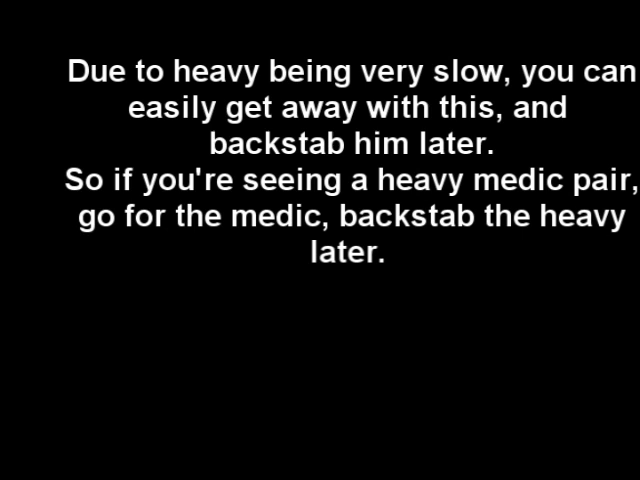 Due to heavy being very slow, you can
easily get away with this, and
backstab him later.
So if you're seeing a heavy medic pair,
go for the medic, backstab the heavy
later.